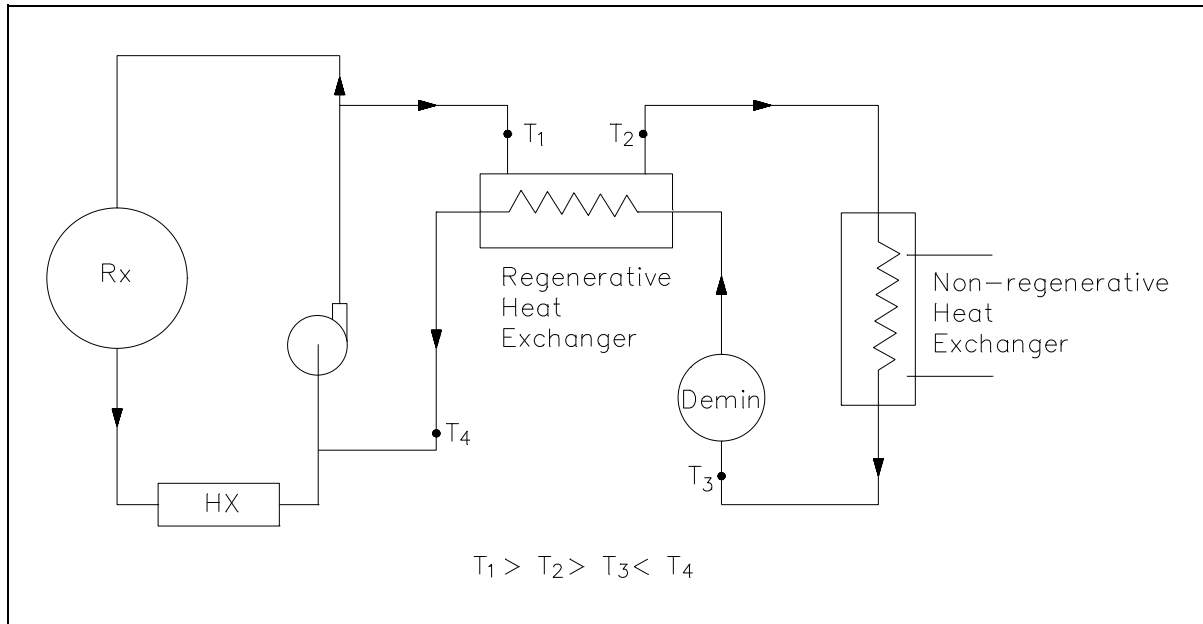 T₁
T₂
Rx
Regenerative
Heat
Exchanger
Non-regenerative
Heat
Exchanger
Demin
T₄
T₃
HX
T₁ > T₂ > T₃ < T₄